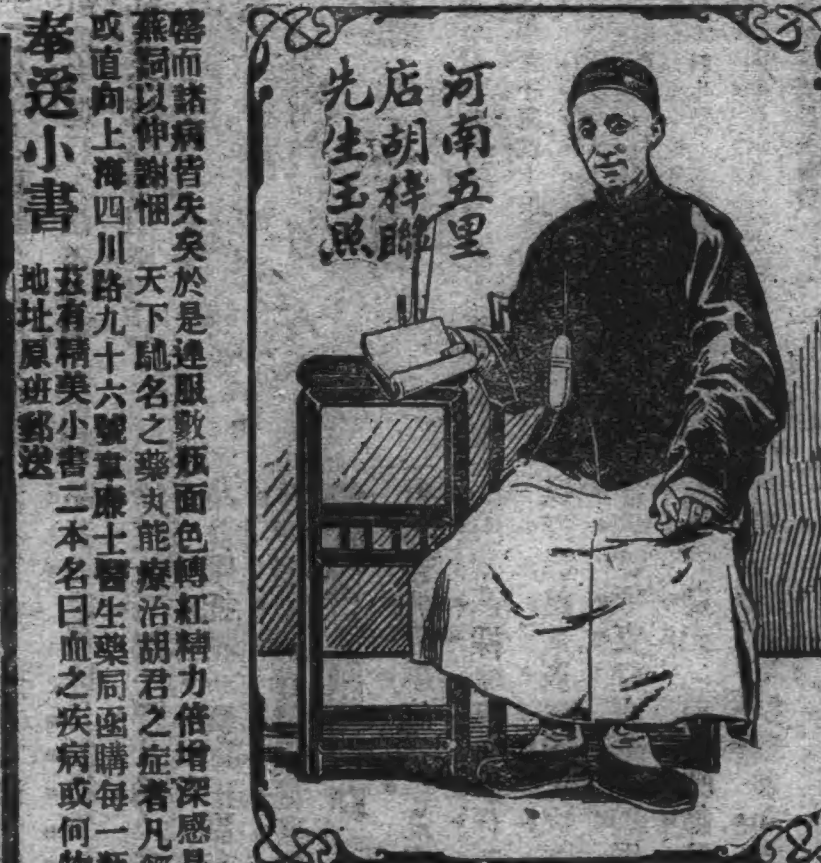 河南五里
店胡梓聯
先生玉照
罄而諸病皆失矣於是連服數瓶面色轉紅精力倍增深感
蕪詞以伸謝悃 天下馳名之藥丸能療治胡君之症者凡
或直向上海四川路九十六號韋廉士醫生藥局函購每一瓶
奉送小書
茲有精美小書二本名曰血之疾病或何
地址原班郵送